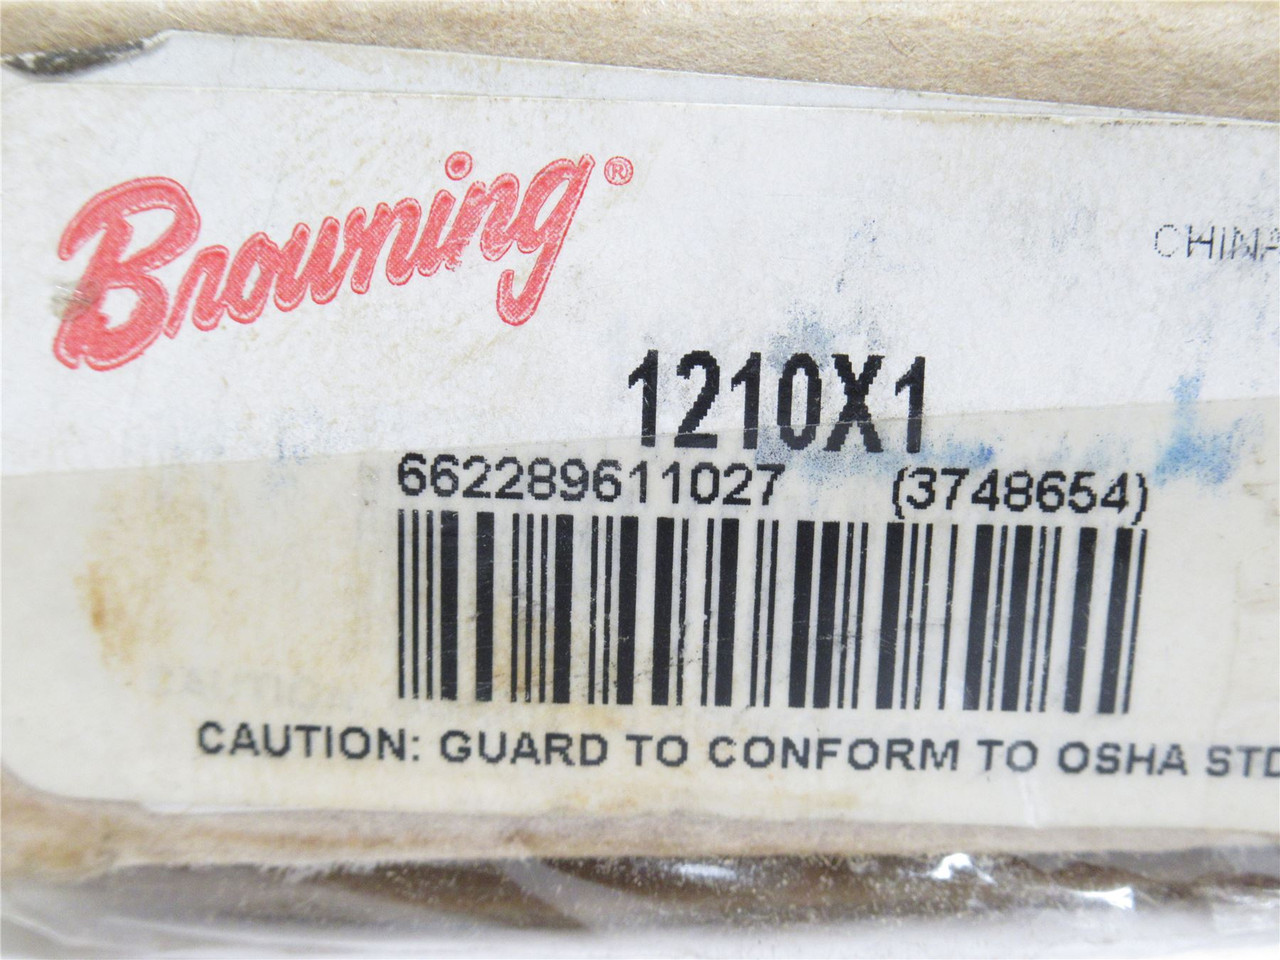 Browning®
CHINA
1210X1
662289611027 (3748654)
CAUTION: GUARD TO CONFORM TO OSHA STD